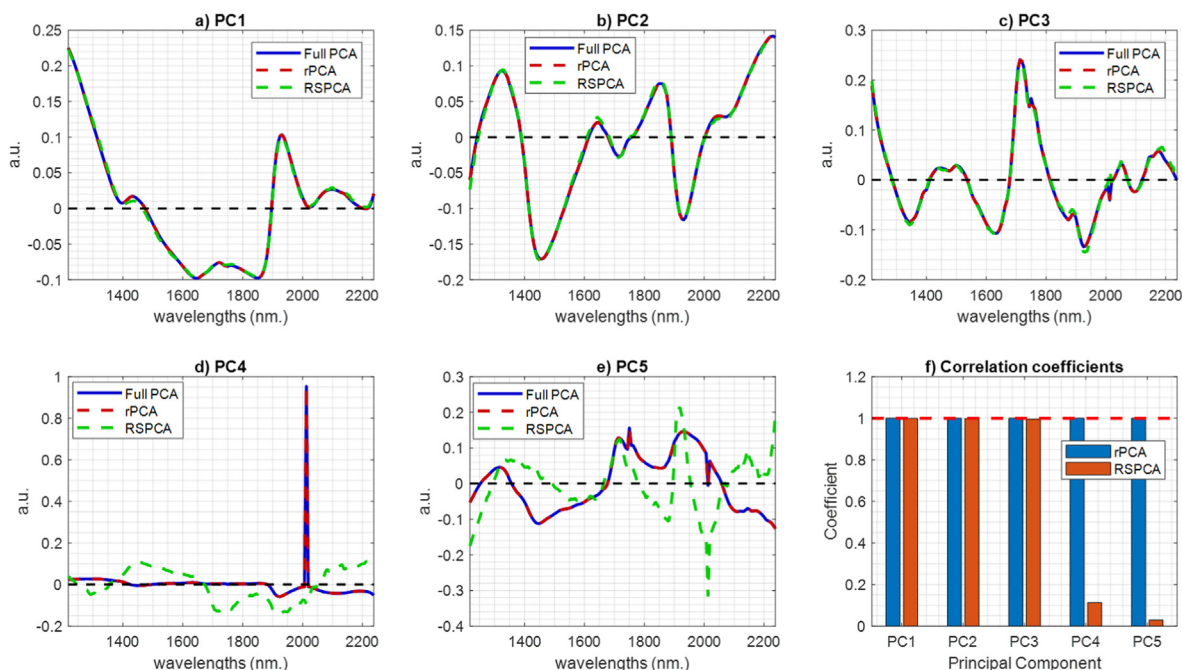 a) PC1
0.25
0.2
0.15
0.1
0.05
0
-0.05
-0.1
a.u.
Full PCA
rPCA
RSPCA
1400 1600 1800 2000 2200
wavelengths (nm.)
b) PC2
0.15
0.1
0.05
0
-0.05
-0.1
-0.15
-0.2
a.u.
Full PCA
rPCA
RSPCA
1400 1600 1800 2000 2200
wavelengths (nm.)
c) PC3
0.3
0.2
0.1
0
-0.1
-0.2
a.u.
Full PCA
rPCA
RSPCA
1400 1600 1800 2000 2200
wavelengths (nm.)
d) PC4
1
0.8
0.6
0.4
0.2
0
-0.2
a.u.
Full PCA
rPCA
RSPCA
1400 1600 1800 2000 2200
wavelengths (nm.)
e) PC5
0.3
0.2
0.1
0
-0.1
-0.2
-0.3
-0.4
a.u.
Full PCA
rPCA
RSPCA
1400 1600 1800 2000 2200
wavelengths (nm.)
f) Correlation coefficients
1.2
1
0.8
0.6
0.4
0.2
0
Coefficient
rPCA
RSPCA
PC1 PC2 PC3 PC4 PC5
Principal Component